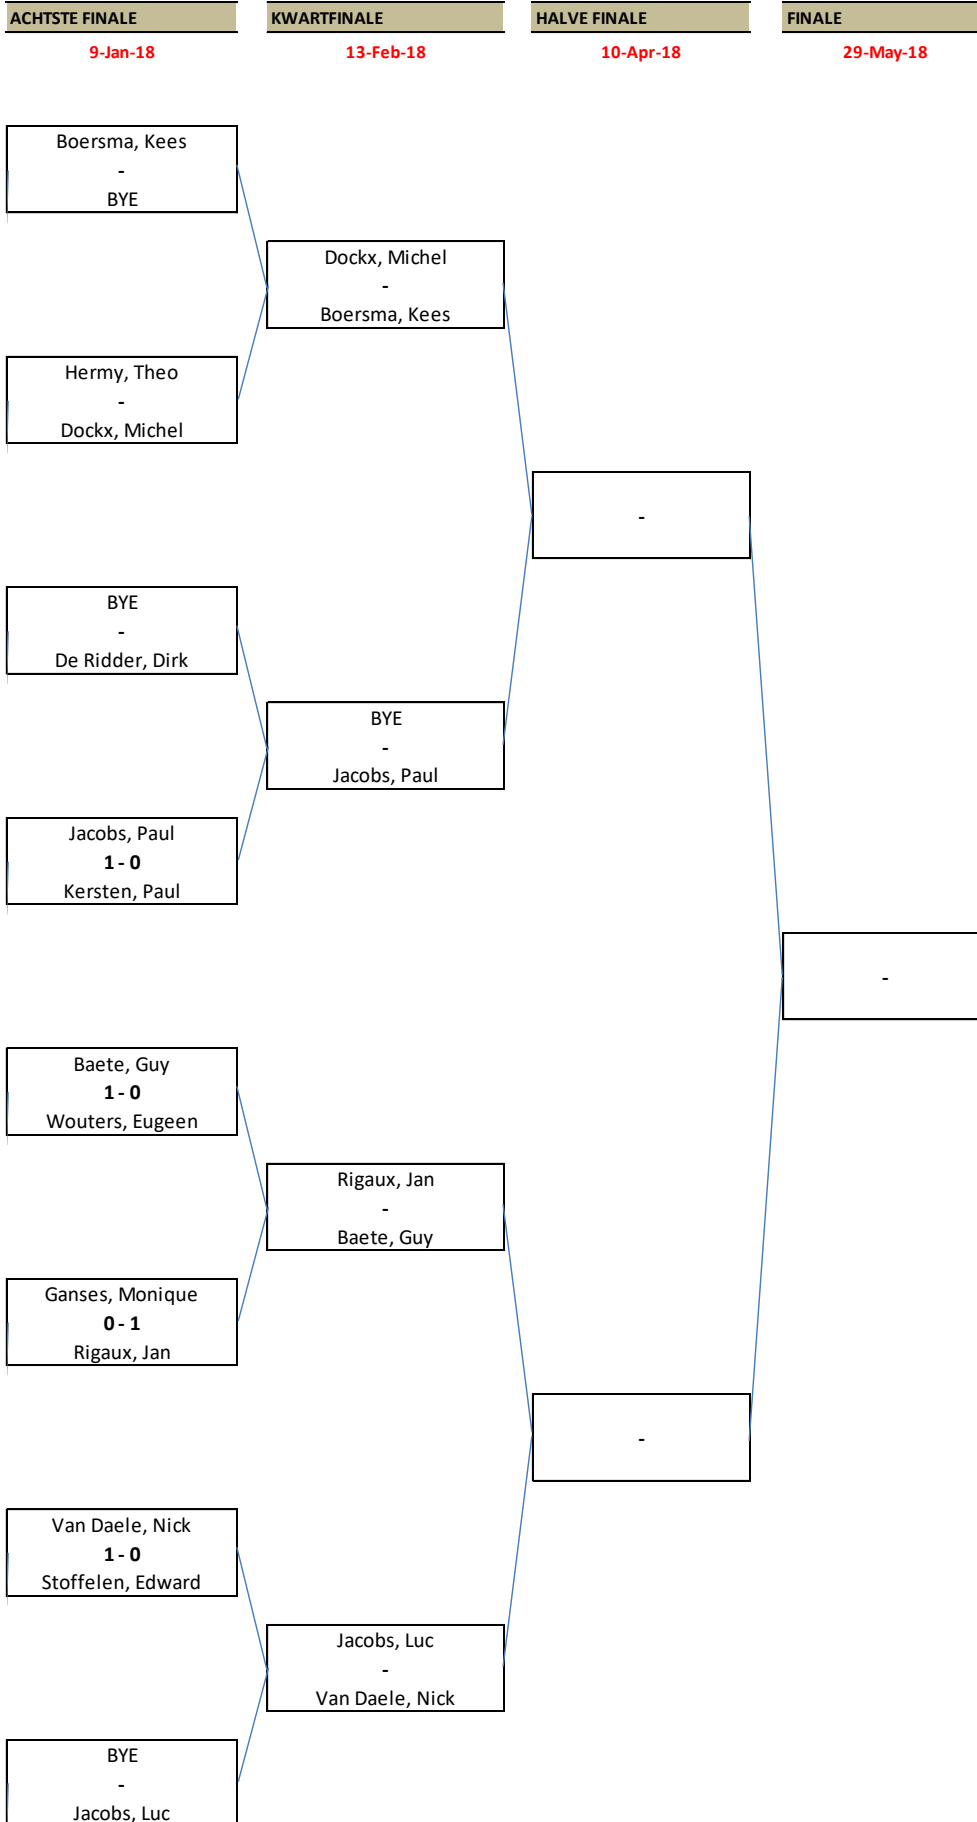 ACHTSTE FINALE
KWARTFINALE
HALVE FINALE
FINALE
9-Jan-18
13-Feb-18
10-Apr-18
29-May-18
Boersma, Kees
-
BYE
Dockx, Michel
-
Boersma, Kees
Hermy, Theo
-
Dockx, Michel
-
BYE
-
De Ridder, Dirk
BYE
-
Jacobs, Paul
Jacobs, Paul
1 - 0
Kersten, Paul
-
Baete, Guy
1 - 0
Wouters, Eugeen
Rigaux, Jan
-
Baete, Guy
Ganses, Monique
0 - 1
Rigaux, Jan
-
Van Daele, Nick
1 - 0
Stoffelen, Edward
Jacobs, Luc
-
Van Daele, Nick
BYE
-
Jacobs, Luc